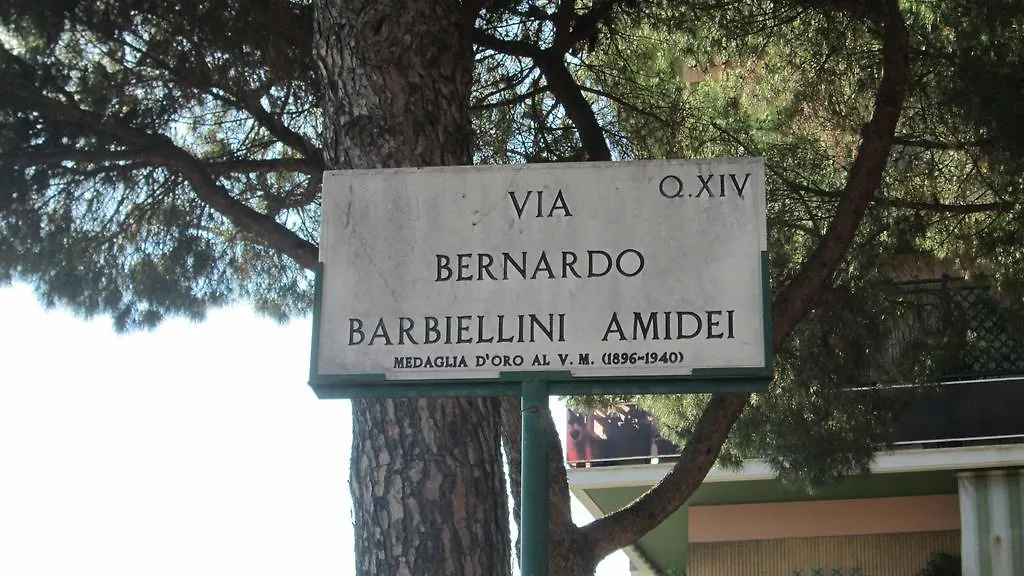 Q.XIV
VIA
BERNARDO
BARBIELLINI AMIDEI
MEDAGLIA D'ORO AL V. M. (1896-1940)